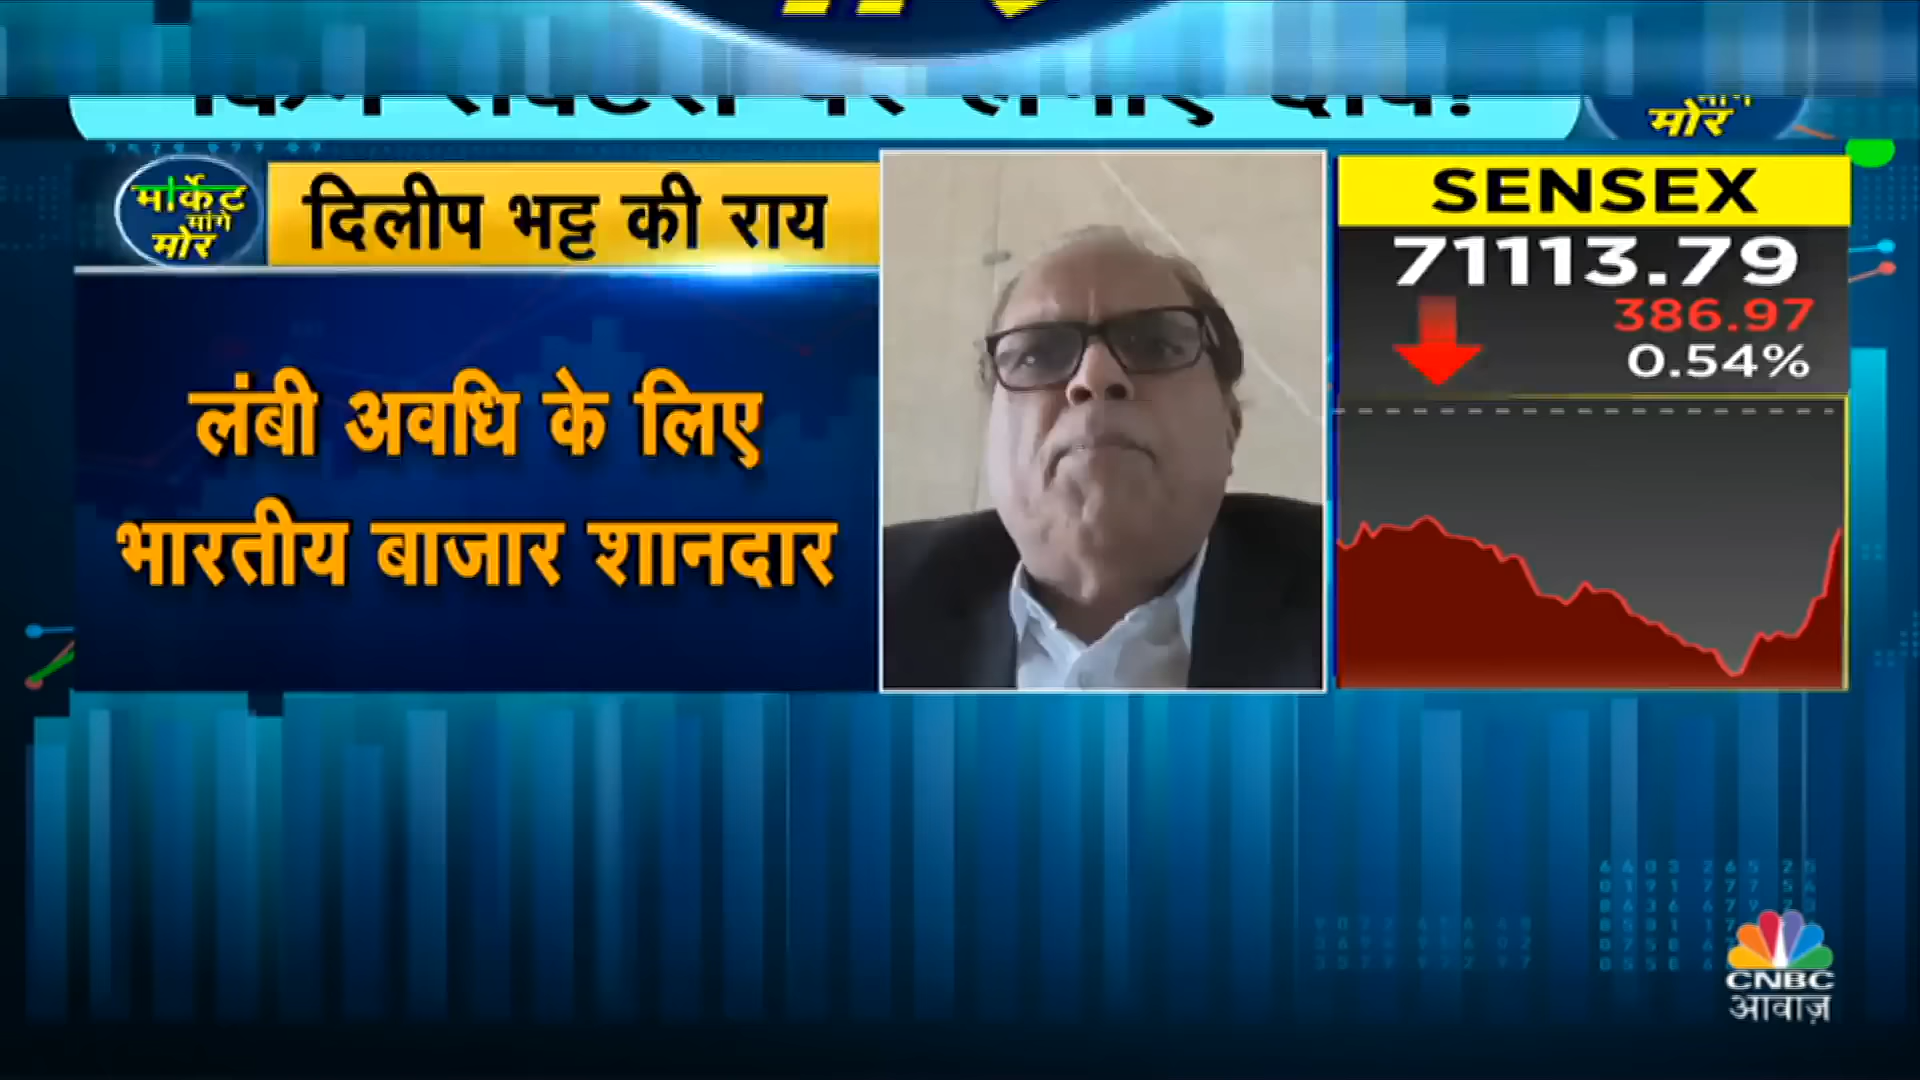 मोर
मार्केट
मांगे
मोर
दिलीप भट्ट की राय
लंबी अवधि के लिए
भारतीय बाजार शानदार
SENSEX
71113.79
386.97
0.54%
CNBC
आवाज़